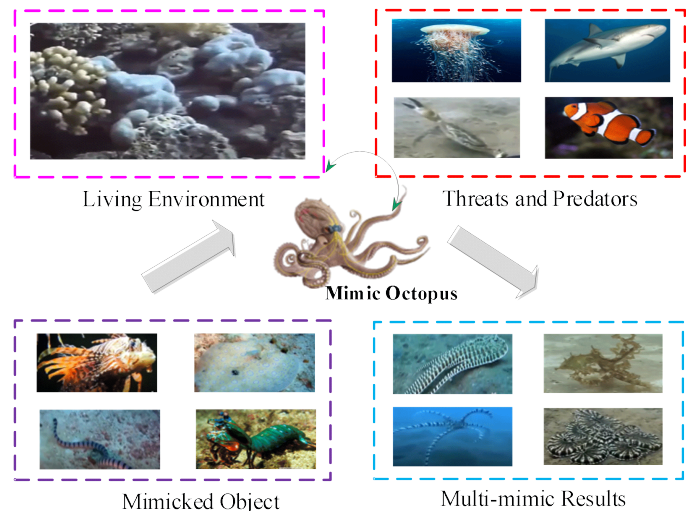 Living Environment
Threats and Predators
Mimic Octopus
Mimicked Object
Multi-mimic Results